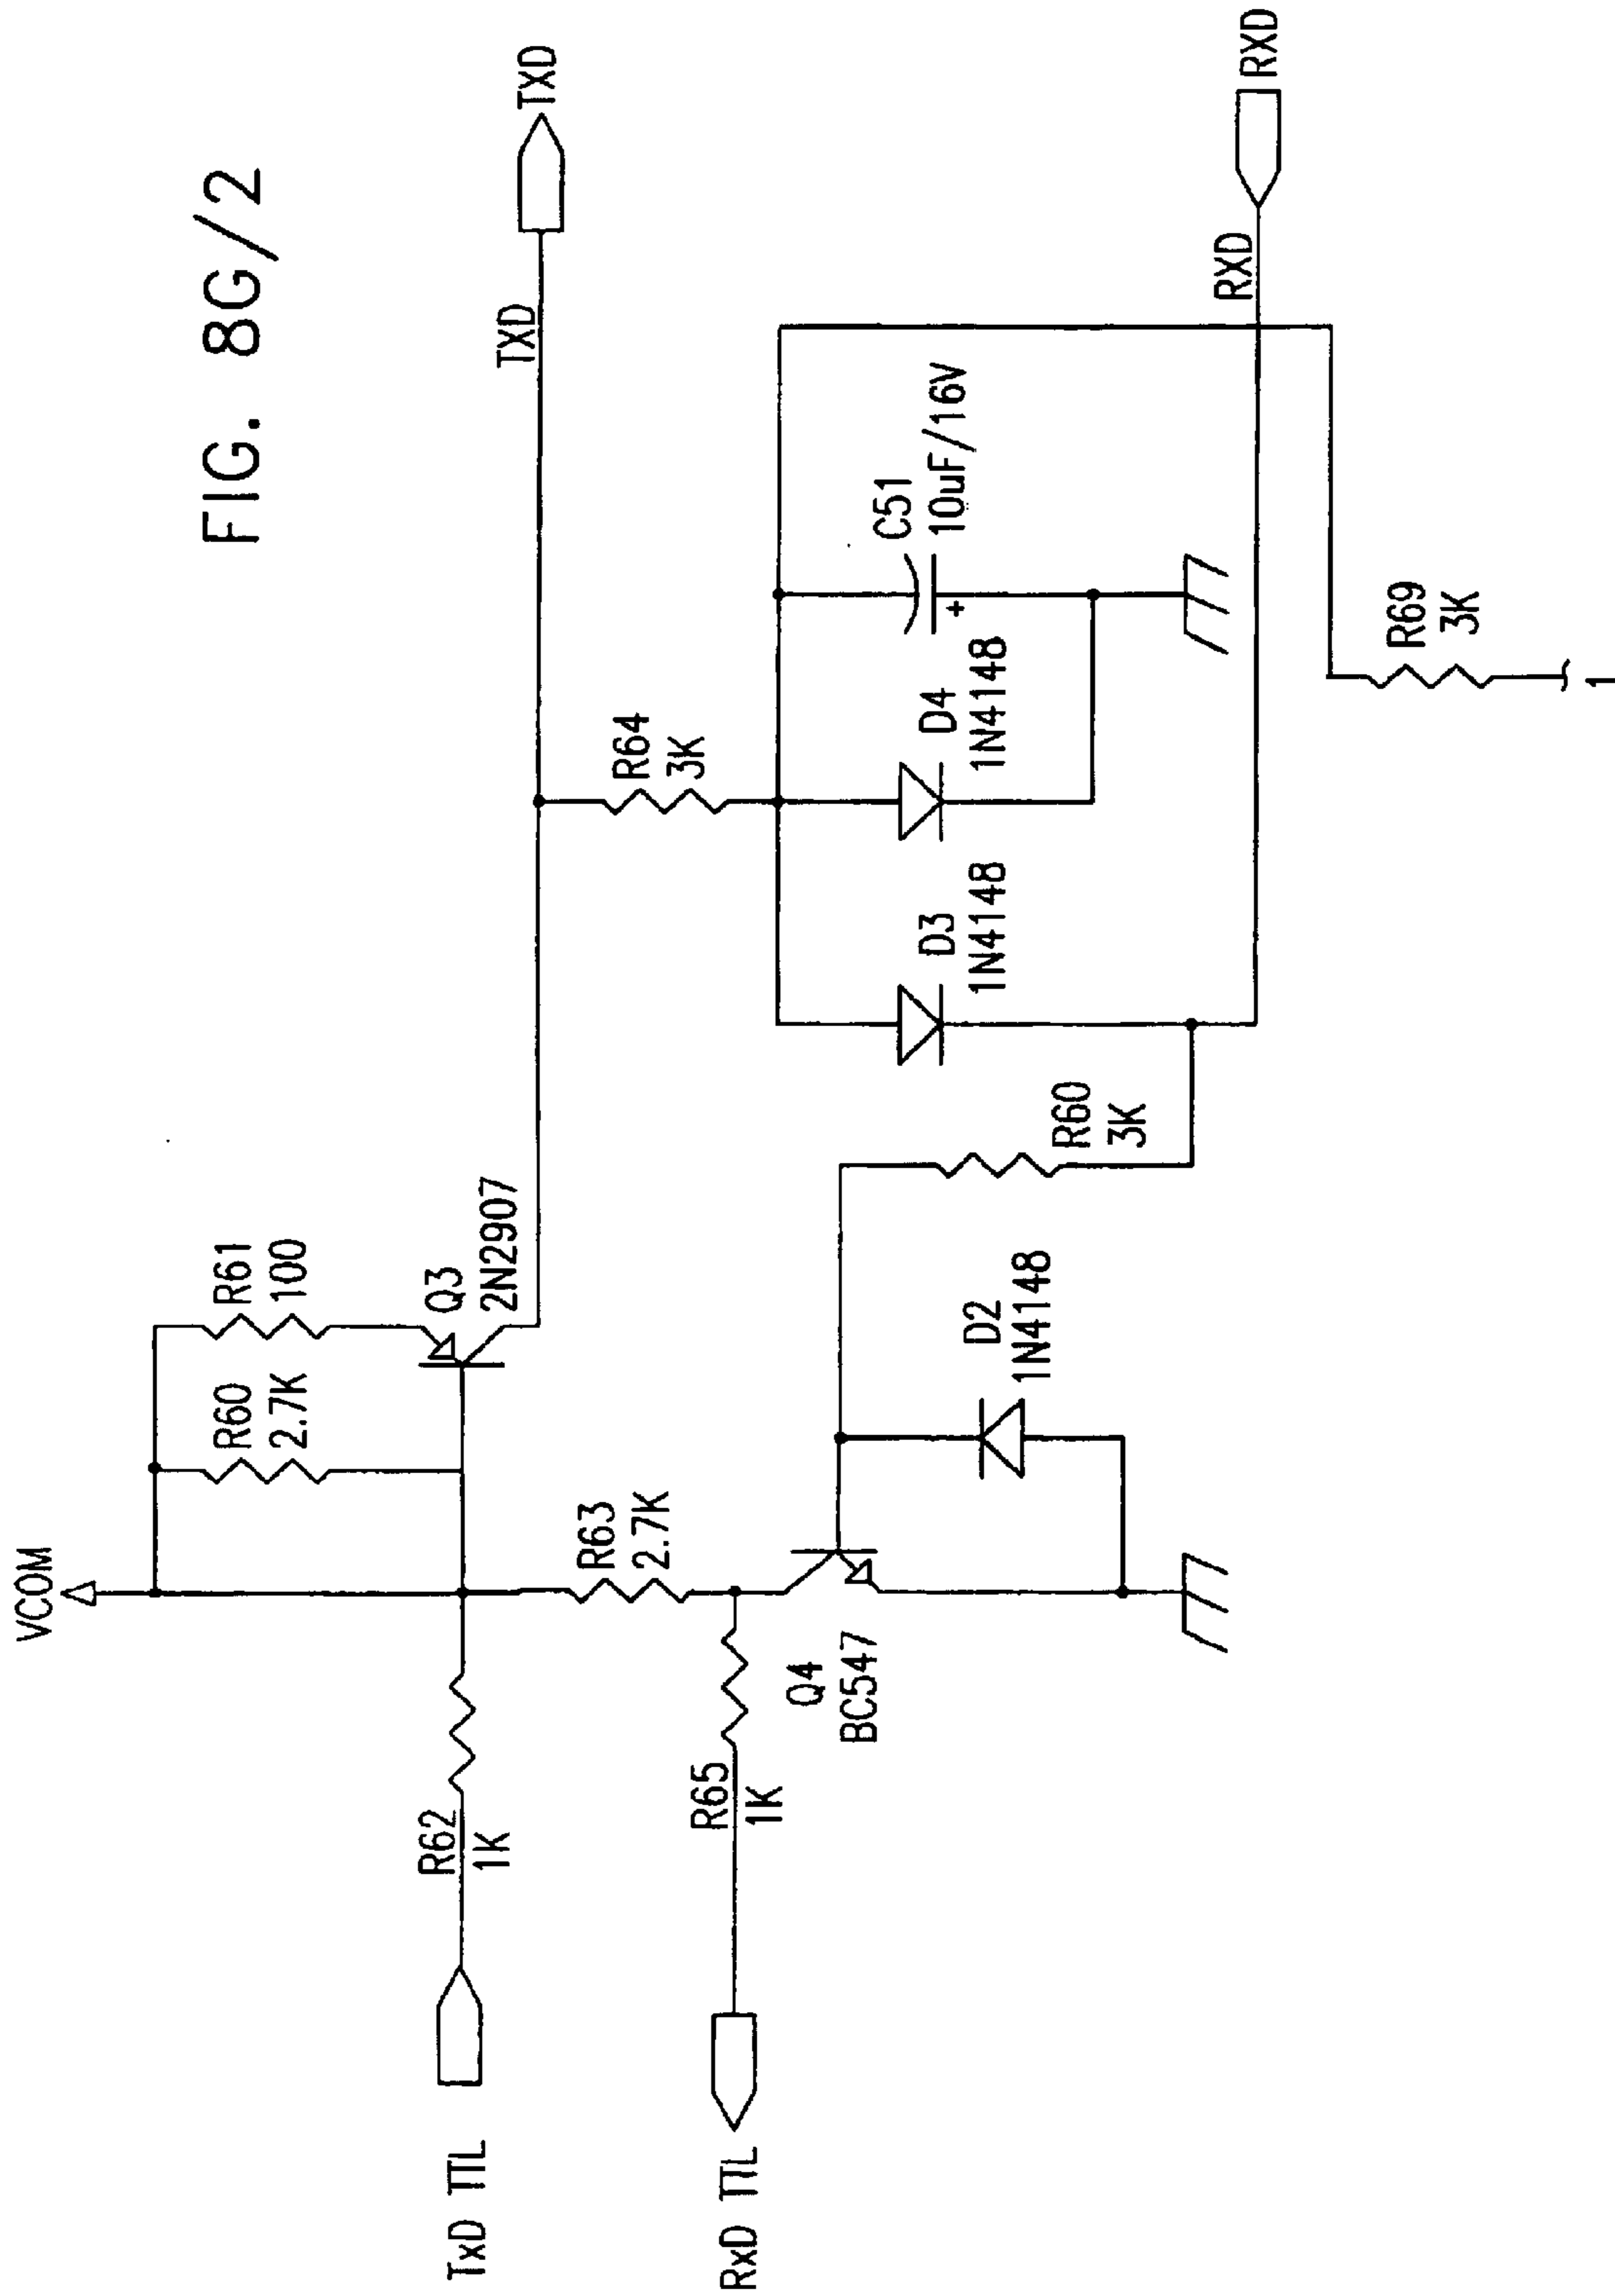 FIG. 8G/2
VCOM
R60
2.7K
R61
100
Q3
2N2907
TXD
TXD
TxD TTL
R62
1K
R63
2.7K
R64
3K
RxD TTL
R65
1K
Q4
BC547
D2
1N4148
R60
3K
D3
1N4148
D4
1N4148
C51
10uF/16V
+
RXD
RXD
R69
3K
1